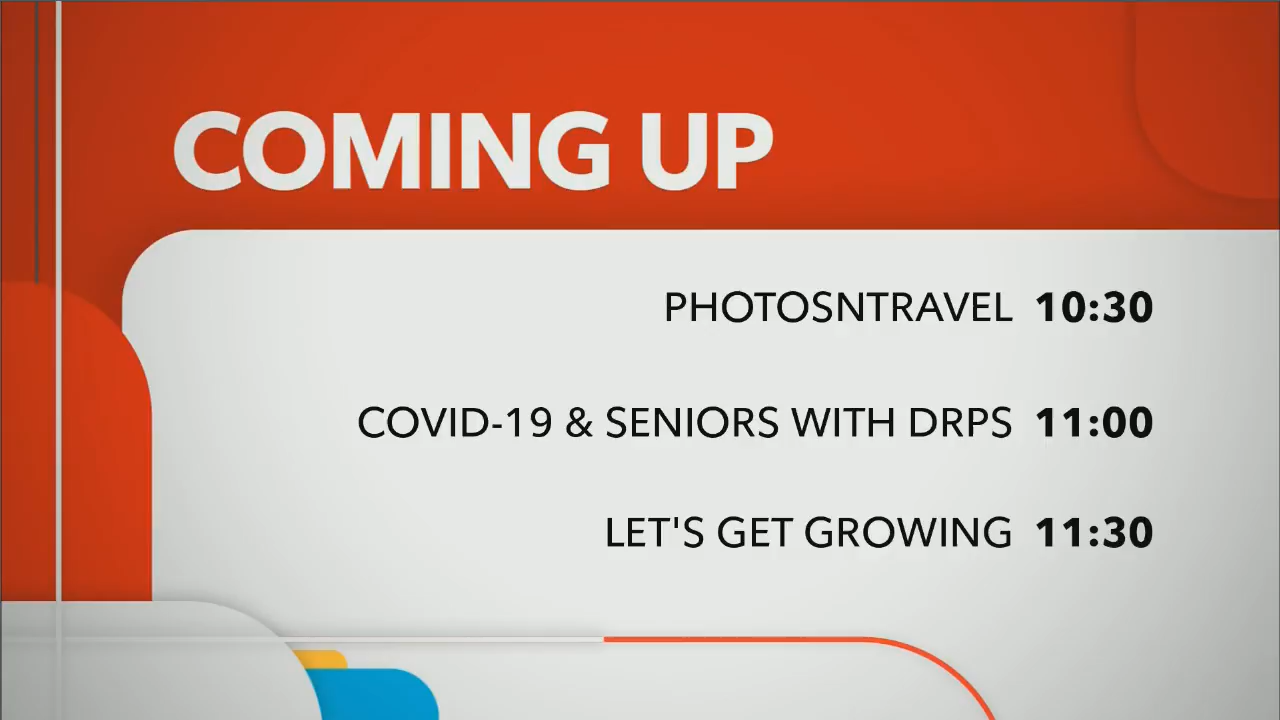 COMING UP
PHOTOSNTRAVEL 10:30
COVID-19 & SENIORS WITH DRPS 11:00
LET'S GET GROWING 11:30